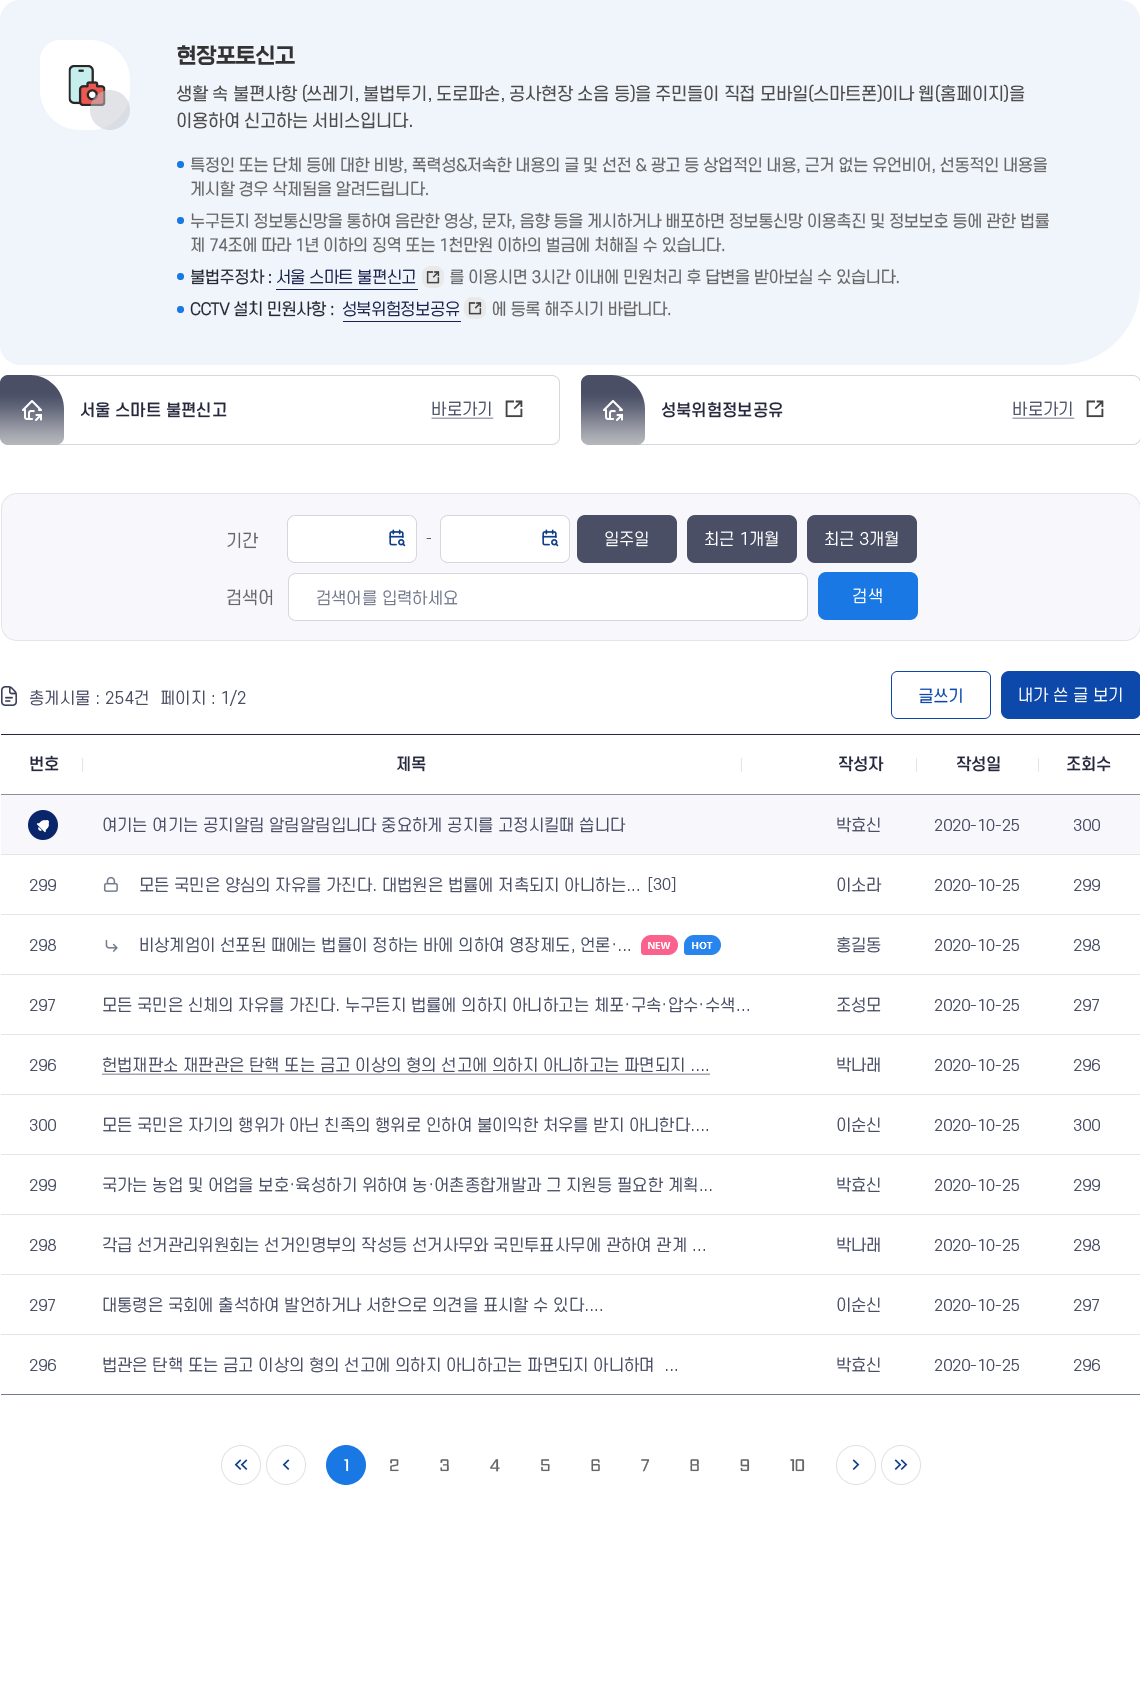 현장포토신고
생활 속 불편사항 (쓰레기, 불법투기, 도로파손, 공사현장 소음 등)을 주민들이 직접 모바일(스마트폰)이나 웹(홈페이지)을
이용하여 신고하는 서비스입니다.
특정인 또는 단체 등에 대한 비방, 폭력성&저속한 내용의 글 및 선전 & 광고 등 상업적인 내용, 근거 없는 유언비어, 선동적인 내용을
게시할 경우 삭제됨을 알려드립니다.
누구든지 정보통신망을 통하여 음란한 영상, 문자, 음향 등을 게시하거나 배포하면 정보통신망 이용촉진 및 정보보호 등에 관한 법률
제 74조에 따라 1년 이하의 징역 또는 1천만원 이하의 벌금에 처해질 수 있습니다.
불법주정차 : 서울 스마트 불편신고 를 이용시면 3시간 이내에 민원처리 후 답변을 받아보실 수 있습니다.
CCTV 설치 민원사항 : 성북위험정보공유 에 등록 해주시기 바랍니다.
서울 스마트 불편신고 바로가기 성북위험정보공유 바로가기
기간 - 일주일 최근 1개월 최근 3개월
검색어 검색어를 입력하세요 검색
총게시물 : 254건 페이지 : 1/2 글쓰기 내가 쓴 글 보기
번호 제목 작성자 작성일 조회수
여기는 여기는 공지알림 알림알림입니다 중요하게 공지를 고정시킬때 씁니다 박효신 2020-10-25 300
299 모든 국민은 양심의 자유를 가진다. 대법원은 법률에 저촉되지 아니하는... [30] 이소라 2020-10-25 299
298 비상계엄이 선포된 때에는 법률이 정하는 바에 의하여 영장제도, 언론·... NEW HOT 홍길동 2020-10-25 298
297 모든 국민은 신체의 자유를 가진다. 누구든지 법률에 의하지 아니하고는 체포·구속·압수·수색... 조성모 2020-10-25 297
296 헌법재판소 재판관은 탄핵 또는 금고 이상의 형의 선고에 의하지 아니하고는 파면되지 .... 박나래 2020-10-25 296
300 모든 국민은 자기의 행위가 아닌 친족의 행위로 인하여 불이익한 처우를 받지 아니한다.... 이순신 2020-10-25 300
299 국가는 농업 및 어업을 보호·육성하기 위하여 농·어촌종합개발과 그 지원등 필요한 계획... 박효신 2020-10-25 299
298 각급 선거관리위원회는 선거인명부의 작성등 선거사무와 국민투표사무에 관하여 관계 ... 박나래 2020-10-25 298
297 대통령은 국회에 출석하여 발언하거나 서한으로 의견을 표시할 수 있다.... 이순신 2020-10-25 297
296 법관은 탄핵 또는 금고 이상의 형의 선고에 의하지 아니하고는 파면되지 아니하며 ... 박효신 2020-10-25 296
1 2 3 4 5 6 7 8 9 10